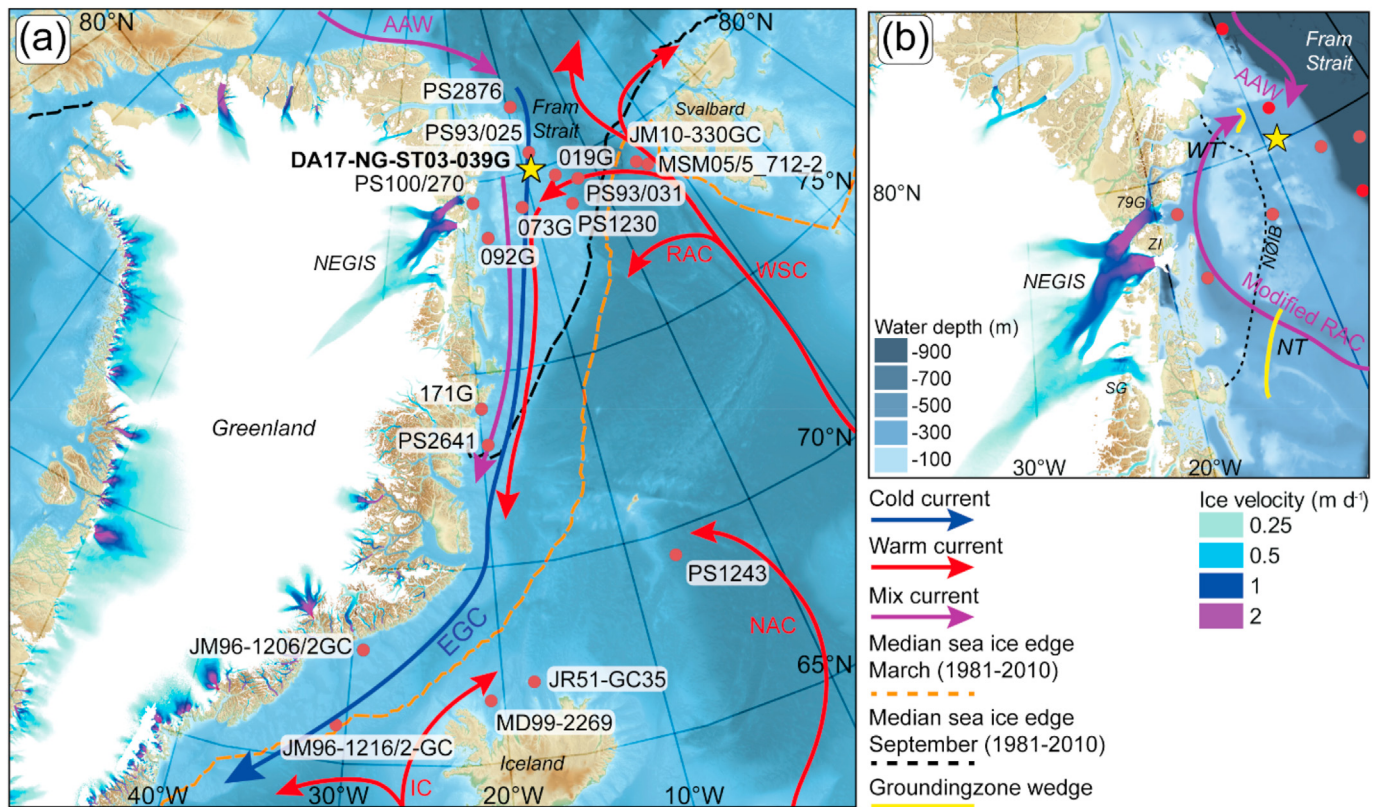 (a)
80°N
AAW
80°N
PS2876
Fram
Strait
Svalbard
PS93/025
JM10-330GC
DA17-NG-ST03-039G
019G
MSM05/5_712-2
PS100/270
PS93/031
75°N
073G
PS1230
092G
NEGIS
RAC
WSC
171G
Greenland
PS2641
70°N
PS1243
EGC
NAC
JM96-1206/2GC
65°N
JR51-GC35
MD99-2269
JM96-1216/2-GC
Iceland
IC
40°W
30°W
20°W
10°W
(b)
Fram
Strait
AAW
WT
80°N
79G
ZI
NØIB
NEGIS
Modified RAC
NT
SG
30°W
20°W
Water depth (m)
-900
-700
-500
-300
-100
Cold current
Warm current
Mix current
Median sea ice edge
March (1981-2010)
Median sea ice edge
September (1981-2010)
Groundingzone wedge
Ice velocity (m d⁻¹)
0.25
0.5
1
2